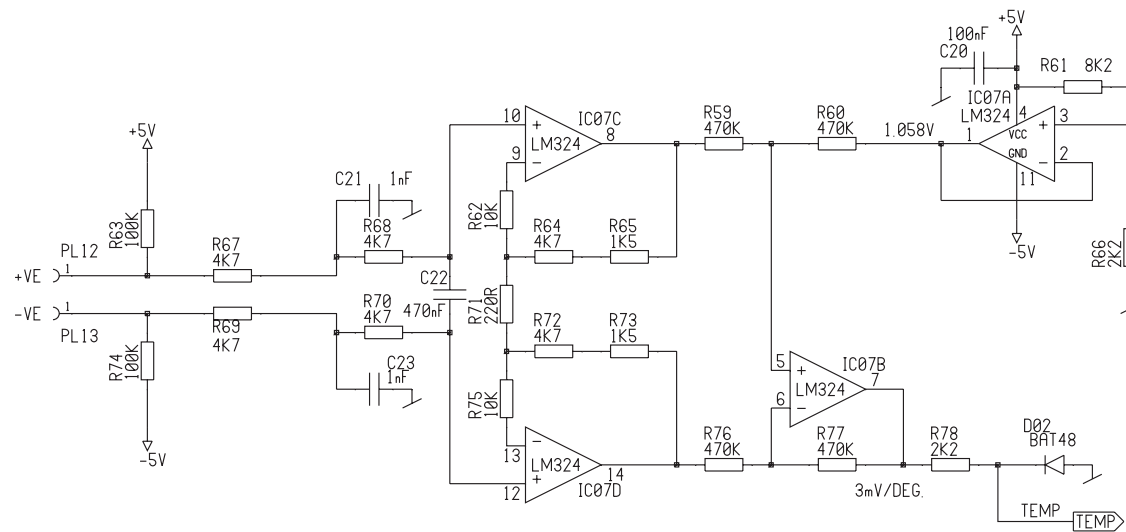 +5V
100nF
C20
R61 8K2
IC07A
LM324
4
3
VCC
+
GND
-
1
2
11
1.058V
-5V
R66
2K2
10
IC07C
+
LM324
8
9
-
R59
470K
R60
470K
+5V
C21 1nF
R62
10K
R63
100K
R68
4K7
R64
4K7
R65
1K5
PL12
R67
4K7
+VE 1
C22
470nF
R71
220R
-VE 1
PL13
R69
4K7
R70
4K7
R72
4K7
R73
1K5
R74
100K
C23
1nF
R75
10K
-5V
5
IC07B
+
7
LM324
6
-
13
-
LM324
14
+
12
IC07D
R76
470K
R77
470K
R78
2K2
D02
BAT48
3mV/DEG.
TEMP
TEMP